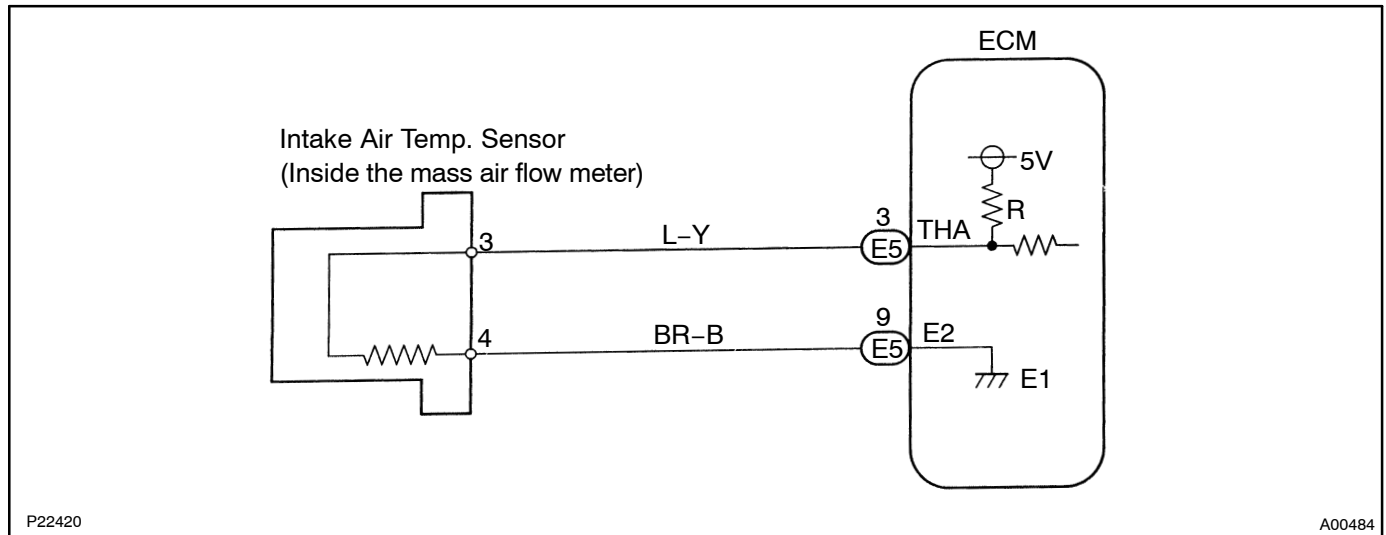 ECM
Intake Air Temp. Sensor
(Inside the mass air flow meter)
5V
R
3
L−Y
3
E5
THA
4
BR−B
9
E5
E2
E1
P22420
A00484